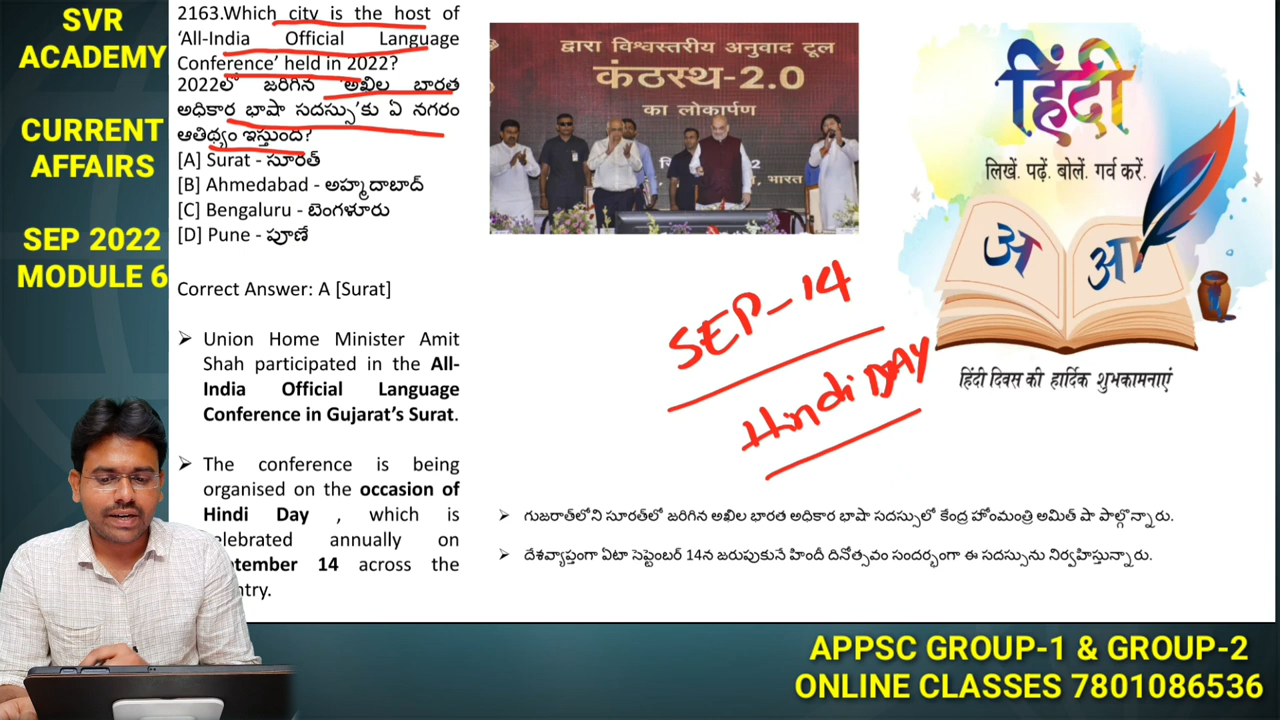 SVR
ACADEMY
CURRENT
AFFAIRS
SEP 2022
MODULE 6
2163.Which city is the host of
‘All-India Official Language
Conference’ held in 2022?
2022లో జరిగిన 'అఖిల భారత
అధికార భాషా సదస్సు'కు ఏ నగరం
ఆతిథ్యం ఇస్తుంది?
[A] Surat - సూరత్
[B] Ahmedabad - అహ్మదాబాద్
[C] Bengaluru - బెంగళూరు
[D] Pune - పూణే
Correct Answer: A [Surat]
➢ Union Home Minister Amit
Shah participated in the All-
India Official Language
Conference in Gujarat’s Surat.
➢ The conference is being
organised on the occasion of
Hindi Day , which is
elebrated annually on
tember 14 across the
ntry.
द्वारा विश्वस्तरीय अनुवाद टूल
कंठस्थ-2.0
का लोकार्पण
भारत
हिंदी
लिखें. पढ़ें. बोलें. गर्व करें.
अ आ
हिंदी दिवस की हार्दिक शुभकामनाएं
SEP-14
Hindi DAY
➢ గుజరాత్‌లోని సూరత్‌లో జరిగిన అఖిల భారత అధికార భాషా సదస్సులో కేంద్ర హోంమంత్రి అమిత్ షా పాల్గొన్నారు.
➢ దేశవ్యాప్తంగా ఏటా సెప్టెంబర్ 14న జరుపుకునే హిందీ దినోత్సవం సందర్భంగా ఈ సదస్సును నిర్వహిస్తున్నారు.
APPSC GROUP-1 & GROUP-2
ONLINE CLASSES 7801086536